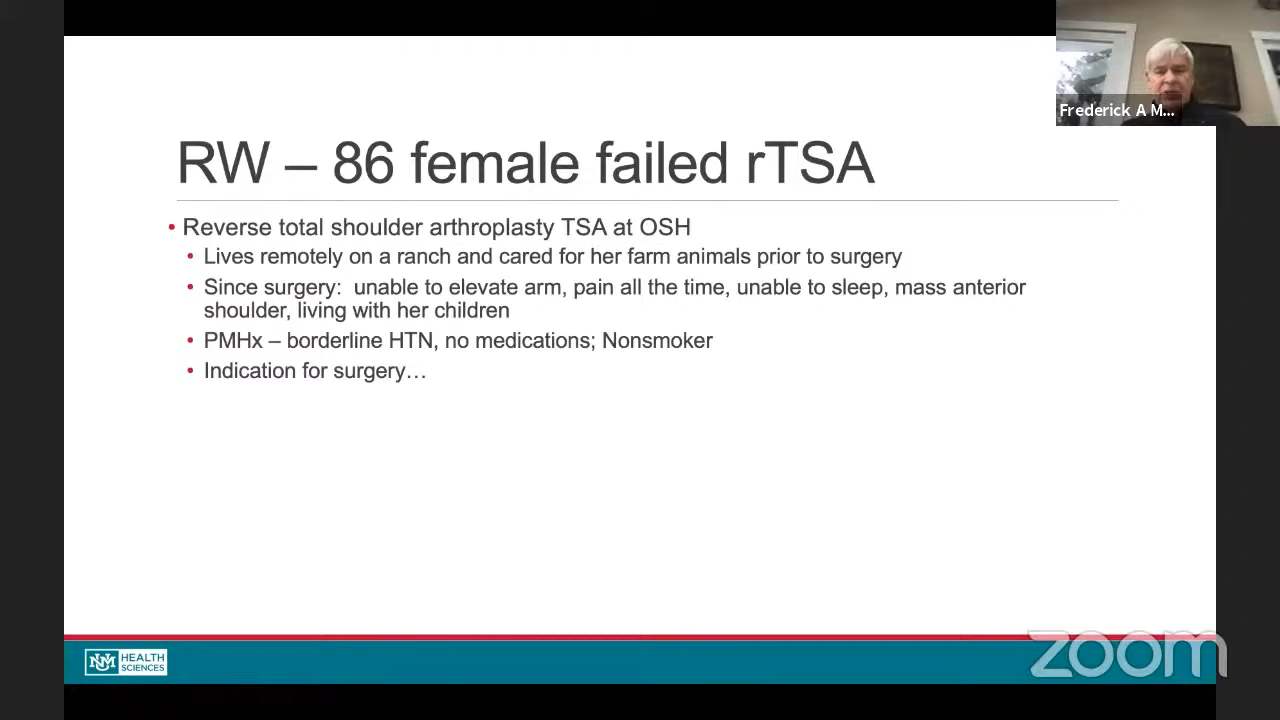 Frederick A M...
RW – 86 female failed rTSA
• Reverse total shoulder arthroplasty TSA at OSH
• Lives remotely on a ranch and cared for her farm animals prior to surgery
• Since surgery:  unable to elevate arm, pain all the time, unable to sleep, mass anterior
shoulder, living with her children
• PMHx – borderline HTN, no medications; Nonsmoker
• Indication for surgery…
UNM HEALTH
SCIENCES
zoom